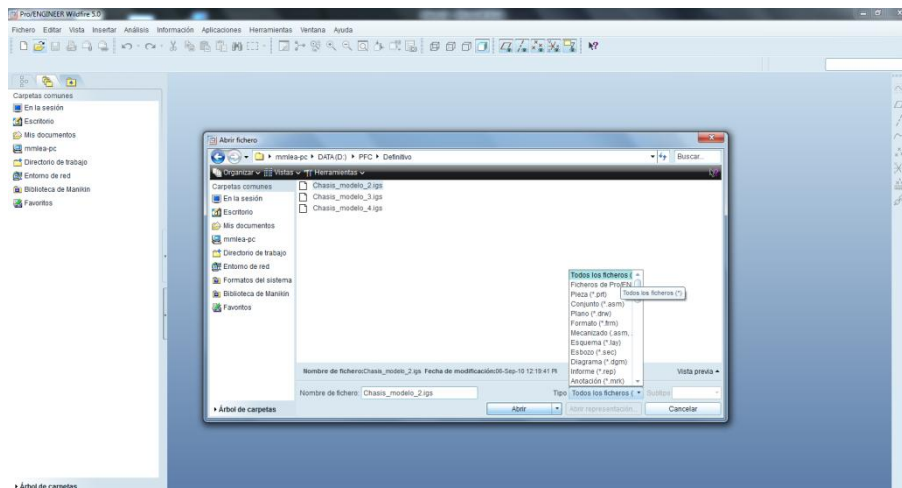 Pro/ENGINEER Wildfire 5.0
Fichero Editar Vista Insertar Análisis Información Aplicaciones Herramientas Ventana Ayuda
Carpetas comunes
En la sesión
Escritorio
Mis documentos
mmlea-pc
Directorio de trabajo
Entorno de red
Biblioteca de Manikin
Favoritos
Árbol de carpetas
Abrir fichero
mmlea-pc DATA (D:) PFC Definitivo
Buscar...
Organizar Vistas Herramientas
Carpetas comunes
En la sesión
Escritorio
Mis documentos
mmlea-pc
Directorio de trabajo
Entorno de red
Formatos del sistema
Biblioteca de Manikin
Favoritos
Árbol de carpetas
Chasis_modelo_2.igs
Chasis_modelo_3.igs
Chasis_modelo_4.igs
Todos los ficheros (
Ficheros de Pro/EN
Todos los ficheros (*)
Pieza (*.prt)
Conjunto (*.asm)
Plano (*.drw)
Formato (*.frm)
Mecanizado (.asm,
Esquema (*.lay)
Esbozo (*.sec)
Diagrama (*.dgm)
Informe (*.rep)
Anotación (*.mrk)
Nombre de fichero:Chasis_modelo_2.igs Fecha de modificación:06-Sep-10 12:19:41 PM
Vista previa
Nombre de fichero: Chasis_modelo_2.igs
Tipo Todos los ficheros (
Subtipo
Abrir
Abrir representación...
Cancelar